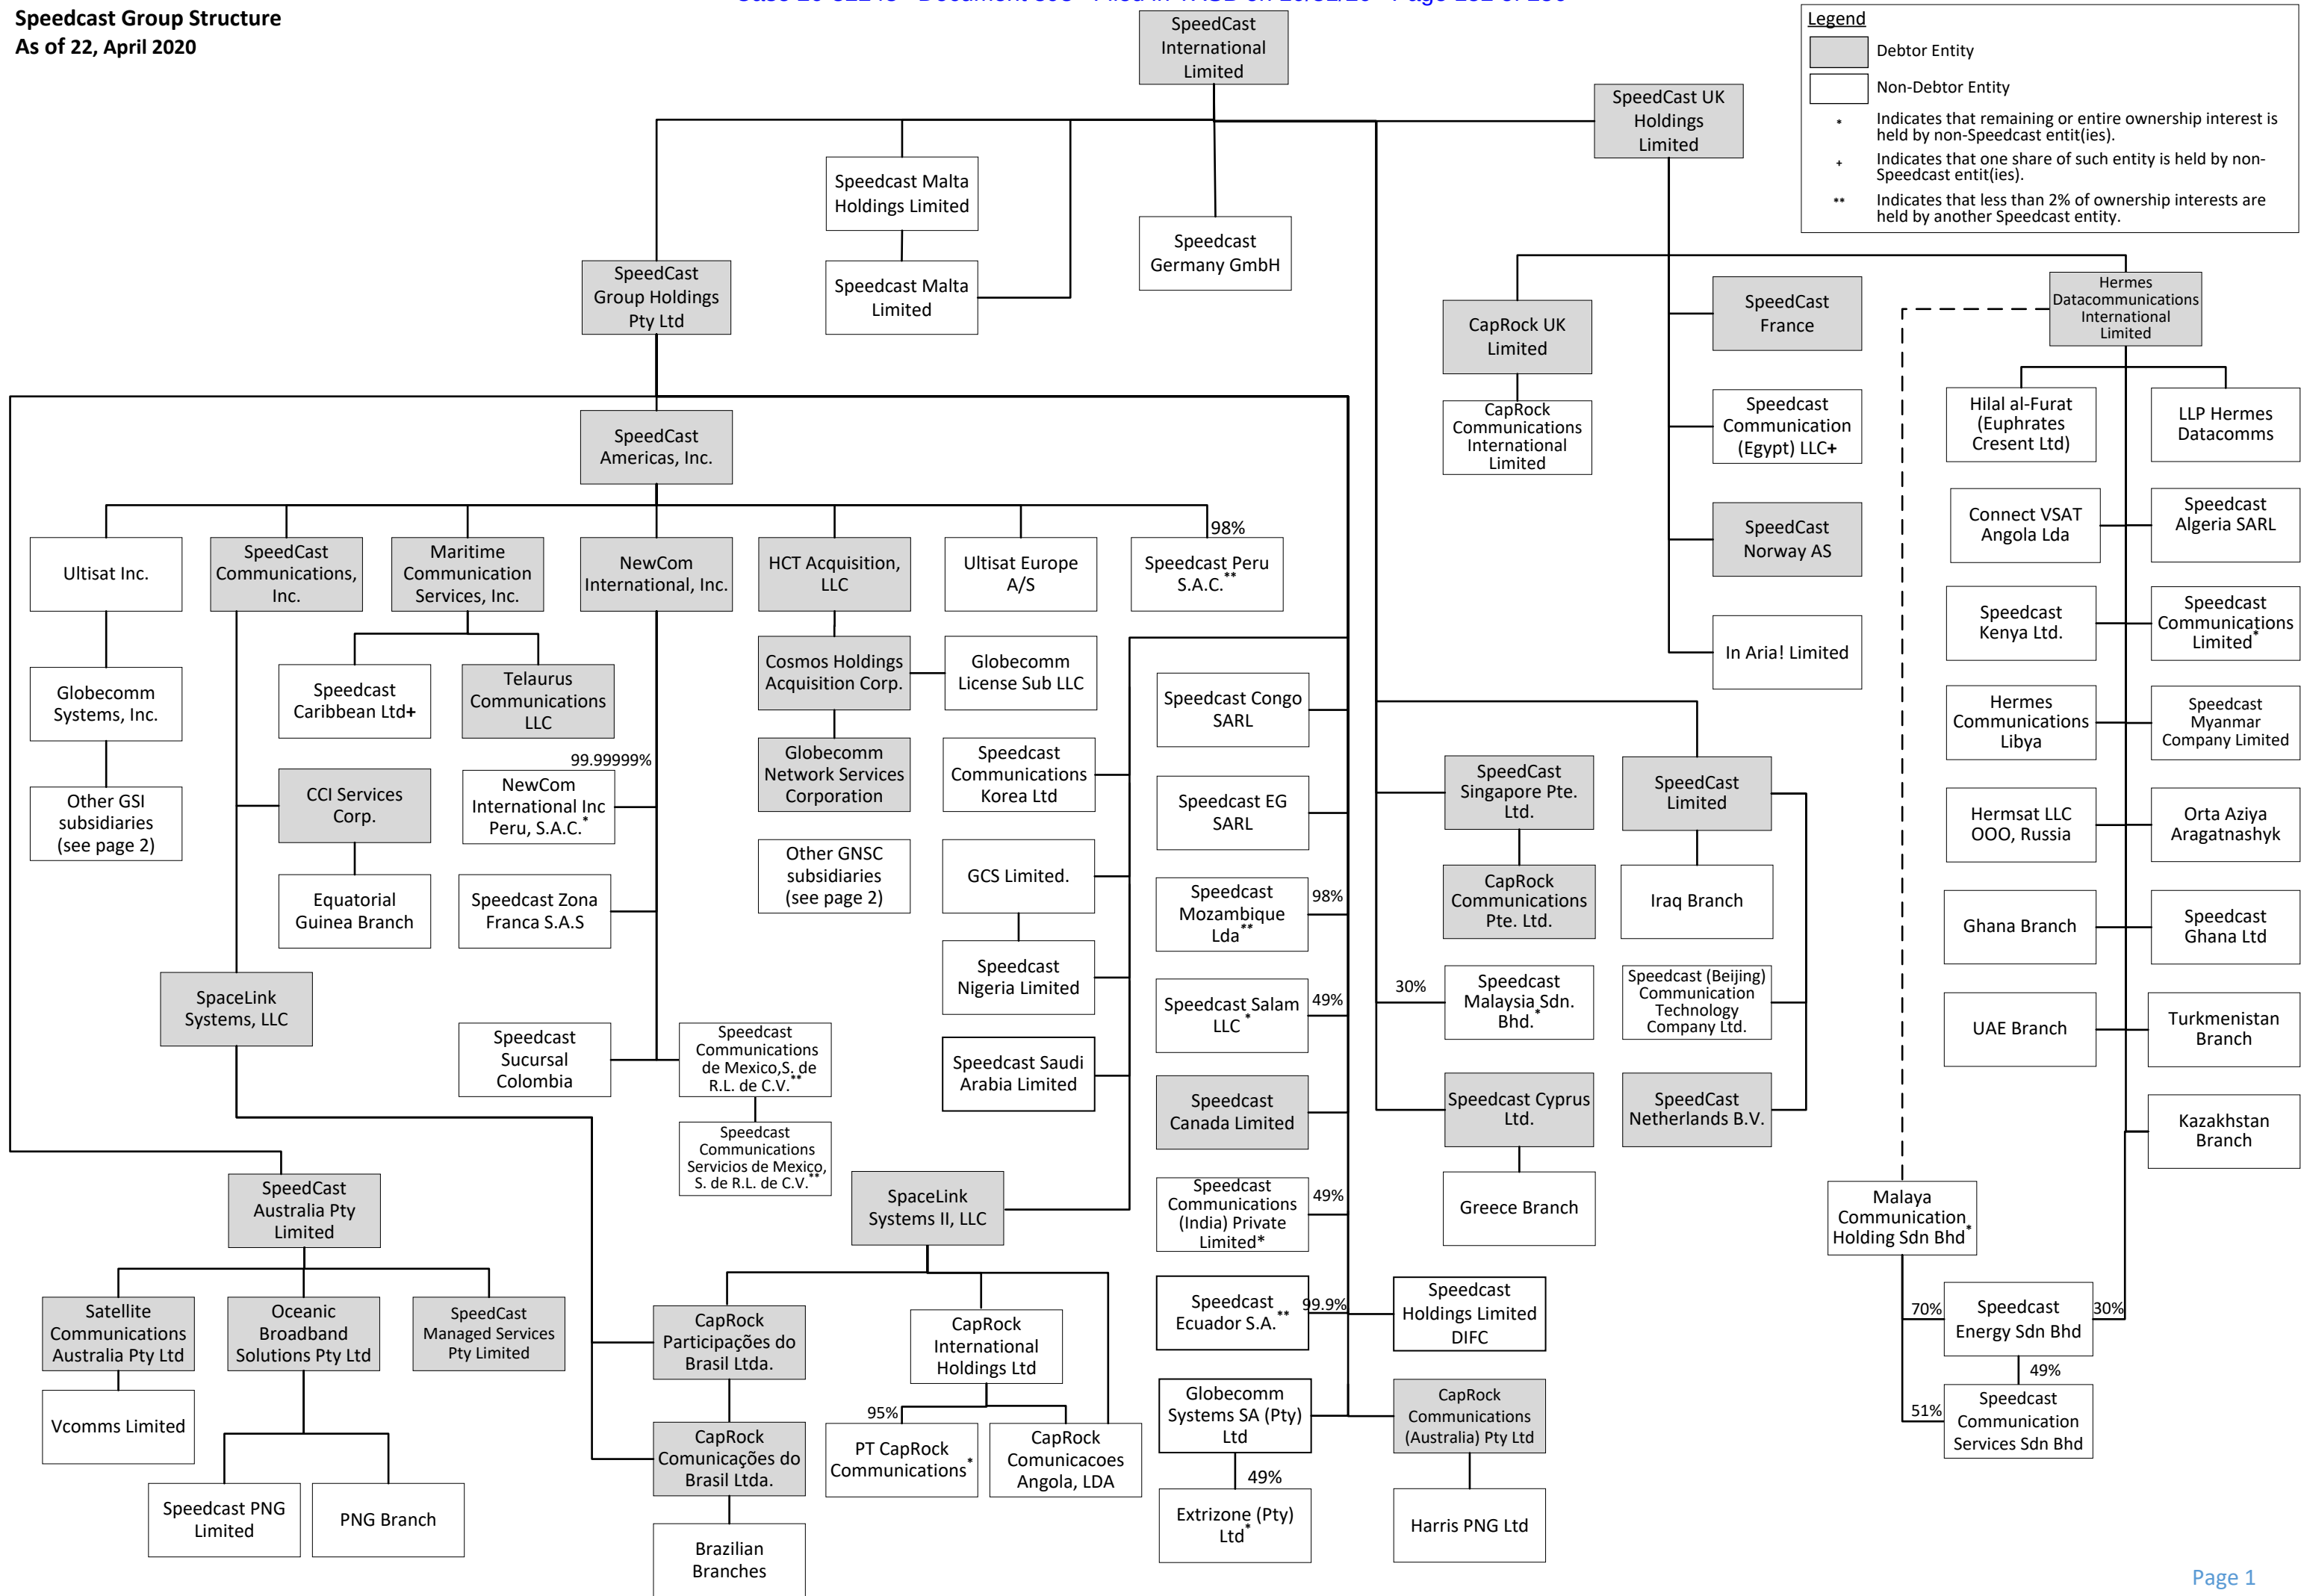 Speedcast Group Structure
As of 22, April 2020
SpeedCast
International
Limited
Legend
Debtor Entity
Non-Debtor Entity
* Indicates that remaining or entire ownership interest is
held by non-Speedcast entit(ies).
+ Indicates that one share of such entity is held by non-
Speedcast entit(ies).
** Indicates that less than 2% of ownership interests are
held by another Speedcast entity.
SpeedCast UK
Holdings
Limited
Speedcast Malta
Holdings Limited
Speedcast
Germany GmbH
SpeedCast
Group Holdings
Pty Ltd
Speedcast Malta
Limited
CapRock UK
Limited
SpeedCast
France
Hermes
Datacommunications
International
Limited
CapRock
Communications
International
Limited
Speedcast
Communication
(Egypt) LLC+
Hilal al-Furat
(Euphrates
Cresent Ltd)
LLP Hermes
Datacomms
SpeedCast
Americas, Inc.
SpeedCast
Norway AS
Connect VSAT
Angola Lda
Speedcast
Algeria SARL
Ultisat Inc.
SpeedCast
Communications,
Inc.
Maritime
Communication
Services, Inc.
NewCom
International, Inc.
HCT Acquisition,
LLC
Ultisat Europe
A/S
98%
Speedcast Peru
S.A.C.**
In Aria! Limited
Speedcast
Kenya Ltd.
Speedcast
Communications
Limited*
Globecomm
Systems, Inc.
Speedcast
Caribbean Ltd+
Telaurus
Communications
LLC
Cosmos Holdings
Acquisition Corp.
Globecomm
License Sub LLC
Speedcast Congo
SARL
Hermes
Communications
Libya
Speedcast
Myanmar
Company Limited
Other GSI
subsidiaries
(see page 2)
CCI Services
Corp.
99.99999%
NewCom
International Inc
Peru, S.A.C.*
Globecomm
Network Services
Corporation
Speedcast
Communications
Korea Ltd
Speedcast EG
SARL
SpeedCast
Singapore Pte.
Ltd.
SpeedCast
Limited
Hermsat LLC
OOO, Russia
Orta Aziya
Aragatnashyk
Equatorial
Guinea Branch
Speedcast Zona
Franca S.A.S
Other GNSC
subsidiaries
(see page 2)
GCS Limited.
Speedcast
Mozambique
Lda**
98%
CapRock
Communications
Pte. Ltd.
Iraq Branch
Ghana Branch
Speedcast
Ghana Ltd
SpaceLink
Systems, LLC
Speedcast
Nigeria Limited
Speedcast Salam
LLC *
49%
30%
Speedcast
Malaysia Sdn.
Bhd.*
Speedcast (Beijing)
Communication
Technology
Company Ltd.
UAE Branch
Turkmenistan
Branch
Speedcast
Sucursal
Colombia
Speedcast
Communications
de Mexico,S. de
R.L. de C.V.**
Speedcast Saudi
Arabia Limited
Speedcast
Canada Limited
Speedcast Cyprus
Ltd.
SpeedCast
Netherlands B.V.
Kazakhstan
Branch
Speedcast
Communications
Servicios de Mexico,
S. de R.L. de C.V.**
SpeedCast
Australia Pty
Limited
SpaceLink
Systems II, LLC
Speedcast
Communications
(India) Private
Limited*
49%
Greece Branch
Malaya
Communication
Holding Sdn Bhd*
Satellite
Communications
Australia Pty Ltd
Oceanic
Broadband
Solutions Pty Ltd
SpeedCast
Managed Services
Pty Limited
CapRock
Participações do
Brasil Ltda.
CapRock
International
Holdings Ltd
Speedcast
Ecuador S.A.**
99.9%
Speedcast
Holdings Limited
DIFC
70%
Speedcast
Energy Sdn Bhd
30%
49%
Vcomms Limited
CapRock
Comunicações do
Brasil Ltda.
95%
PT CapRock
Communications*
CapRock
Comunicacoes
Angola, LDA
Globecomm
Systems SA (Pty)
Ltd
CapRock
Communications
(Australia) Pty Ltd
51%
Speedcast
Communication
Services Sdn Bhd
Speedcast PNG
Limited
PNG Branch
Brazilian
Branches
49%
Extrizone (Pty)
Ltd*
Harris PNG Ltd
Page 1